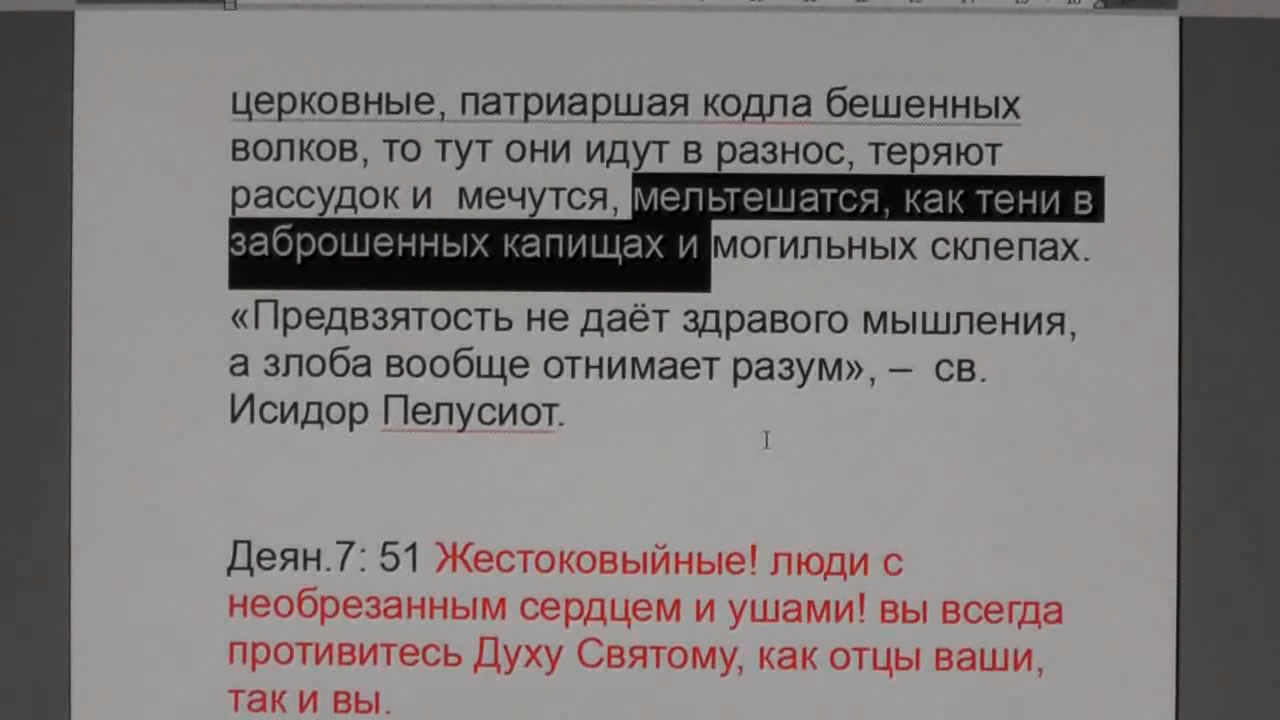 церковные, патриаршая кодла бешенных
волков, то тут они идут в разнос, теряют
рассудок и  мечутся, мельтешатся, как тени в
заброшенных капищах и могильных склепах.
«Предвзятость не даёт здравого мышления,
а злоба вообще отнимает разум», –  св.
Исидор Пелусиот.
Деян.7: 51 Жестоковыйные! люди с
необрезанным сердцем и ушами! вы всегда
противитесь Духу Святому, как отцы ваши,
так и вы.